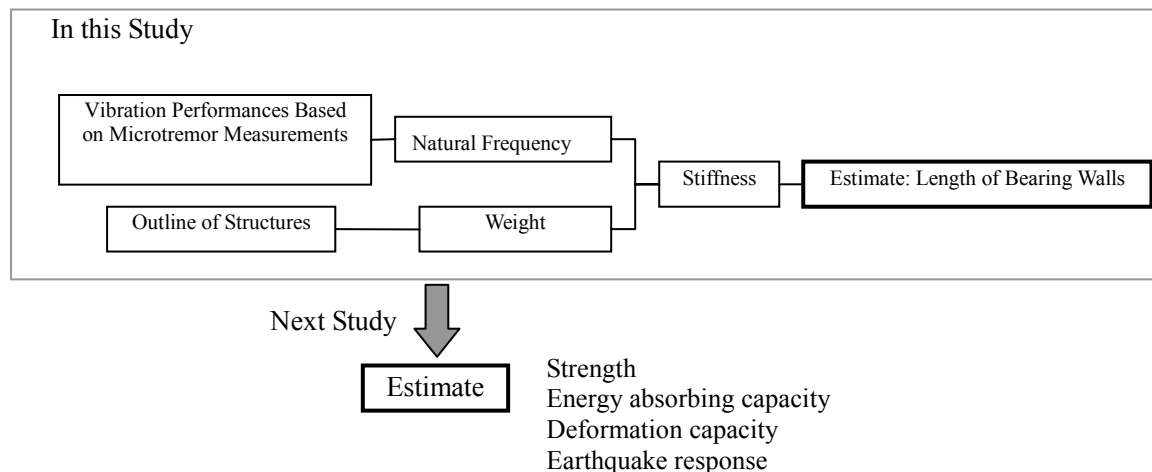 In this Study
Vibration Performances Based
on Microtremor Measurements
Natural Frequency
Stiffness
Estimate: Length of Bearing Walls
Outline of Structures
Weight
Next Study
Estimate
Strength
Energy absorbing capacity
Deformation capacity
Earthquake response